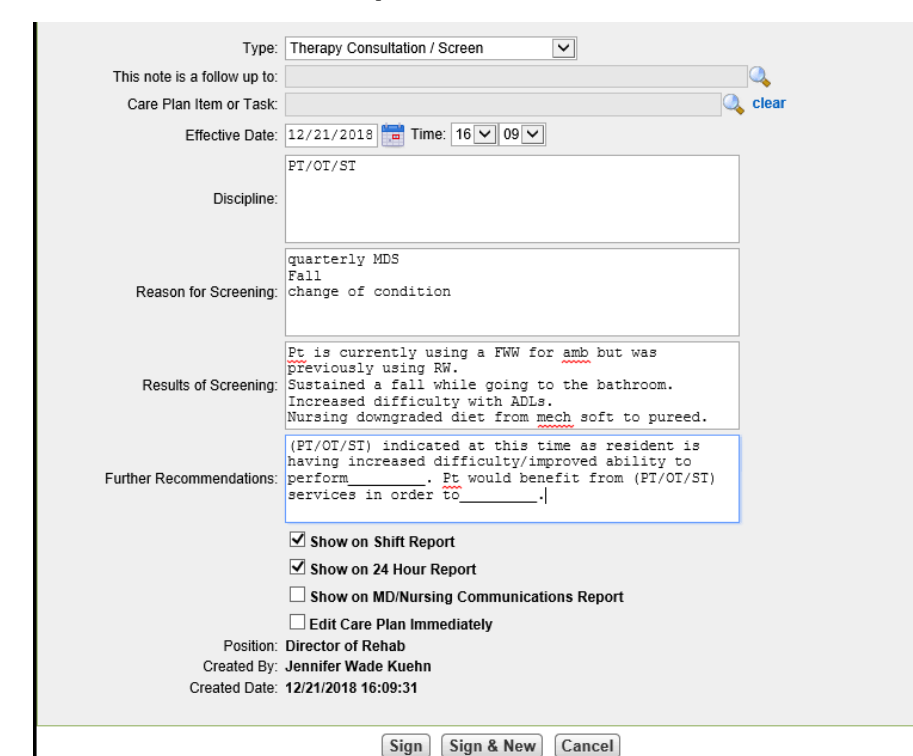 Type: Therapy Consultation / Screen
This note is a follow up to:
Care Plan Item or Task: clear
Effective Date: 12/21/2018 Time: 16 09
Discipline: PT/OT/ST
Reason for Screening: quarterly MDS
Fall
change of condition
Results of Screening: Pt is currently using a FWW for amb but was
previously using RW.
Sustained a fall while going to the bathroom.
Increased difficulty with ADLs.
Nursing downgraded diet from mech soft to pureed.
Further Recommendations: (PT/OT/ST) indicated at this time as resident is
having increased difficulty/improved ability to
perform_________. Pt would benefit from (PT/OT/ST)
services in order to_________.
Show on Shift Report
Show on 24 Hour Report
Show on MD/Nursing Communications Report
Edit Care Plan Immediately
Position: Director of Rehab
Created By: Jennifer Wade Kuehn
Created Date: 12/21/2018 16:09:31
Sign Sign & New Cancel